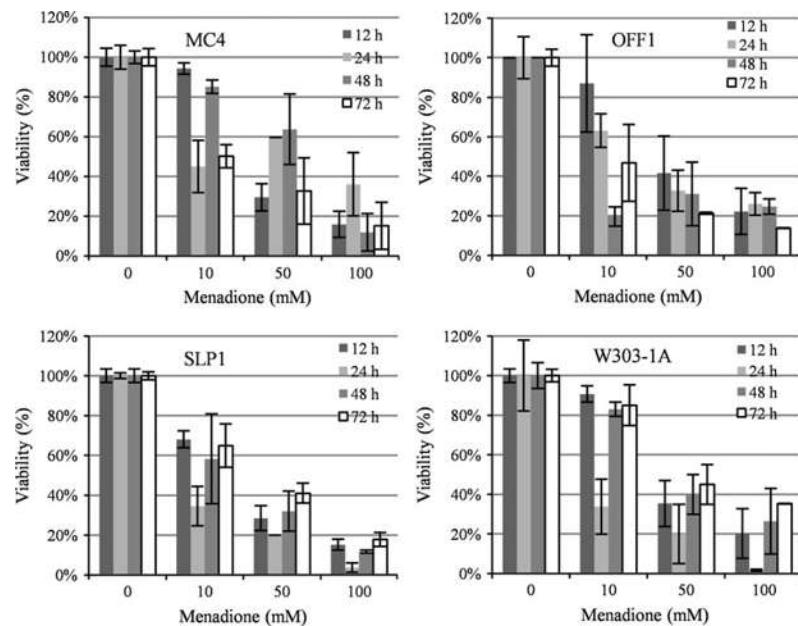 MC4
120%
100%
80%
60%
40%
20%
0%
Viability (%)
12 h
24 h
48 h
72 h
0 10 50 100
Menadione (mM)
OFF1
120%
100%
80%
60%
40%
20%
0%
Viability (%)
12 h
24 h
48 h
72 h
0 10 50 100
Menadione (mM)
SLP1
120%
100%
80%
60%
40%
20%
0%
Viability (%)
12 h
24 h
48 h
72 h
0 10 50 100
Menadione (mM)
W303-1A
120%
100%
80%
60%
40%
20%
0%
Viability (%)
12 h
24 h
48 h
72 h
0 10 50 100
Menadione (mM)